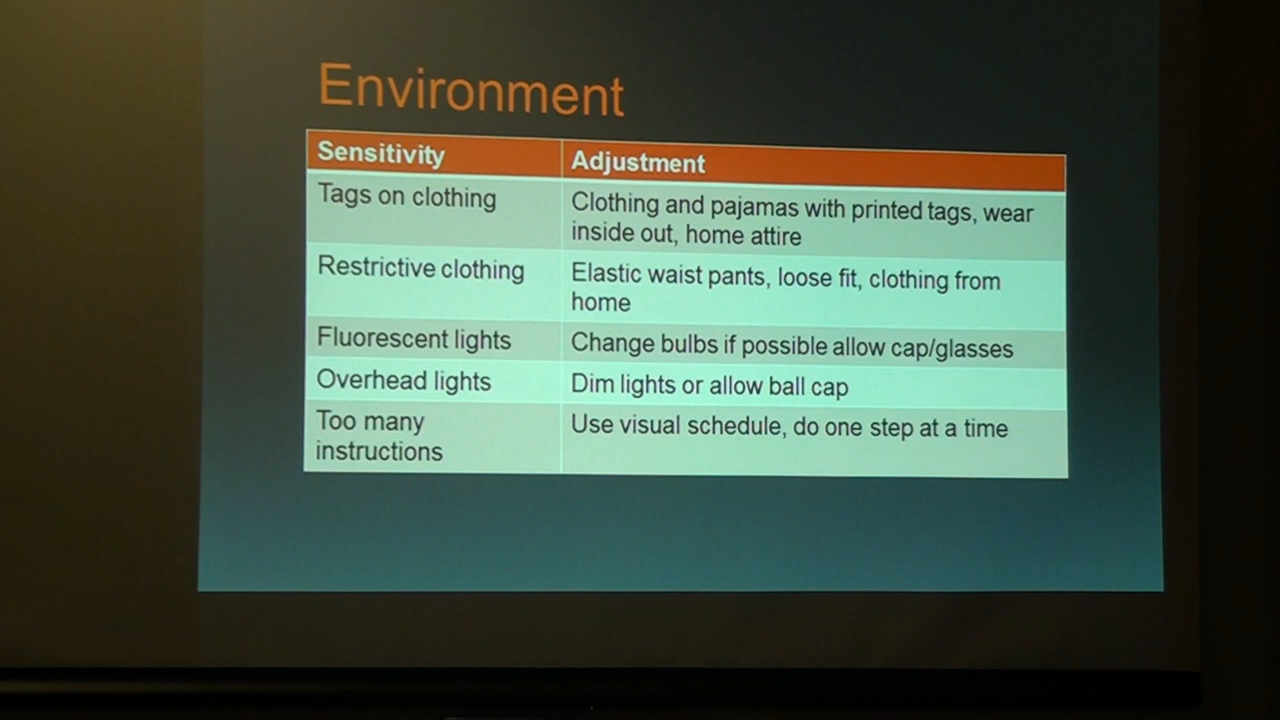 Environment
Sensitivity
Adjustment
Tags on clothing
Clothing and pajamas with printed tags, wear
inside out, home attire
Restrictive clothing
Elastic waist pants, loose fit, clothing from
home
Fluorescent lights
Change bulbs if possible allow cap/glasses
Overhead lights
Dim lights or allow ball cap
Too many
instructions
Use visual schedule, do one step at a time